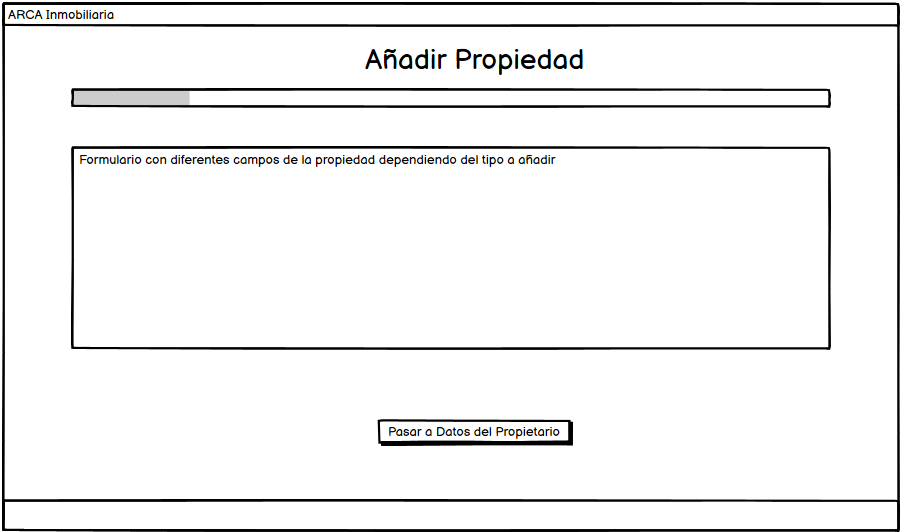 ARCA Inmobiliaria
Añadir Propiedad
Formulario con diferentes campos de la propiedad dependiendo del tipo a añadir
Pasar a Datos del Propietario